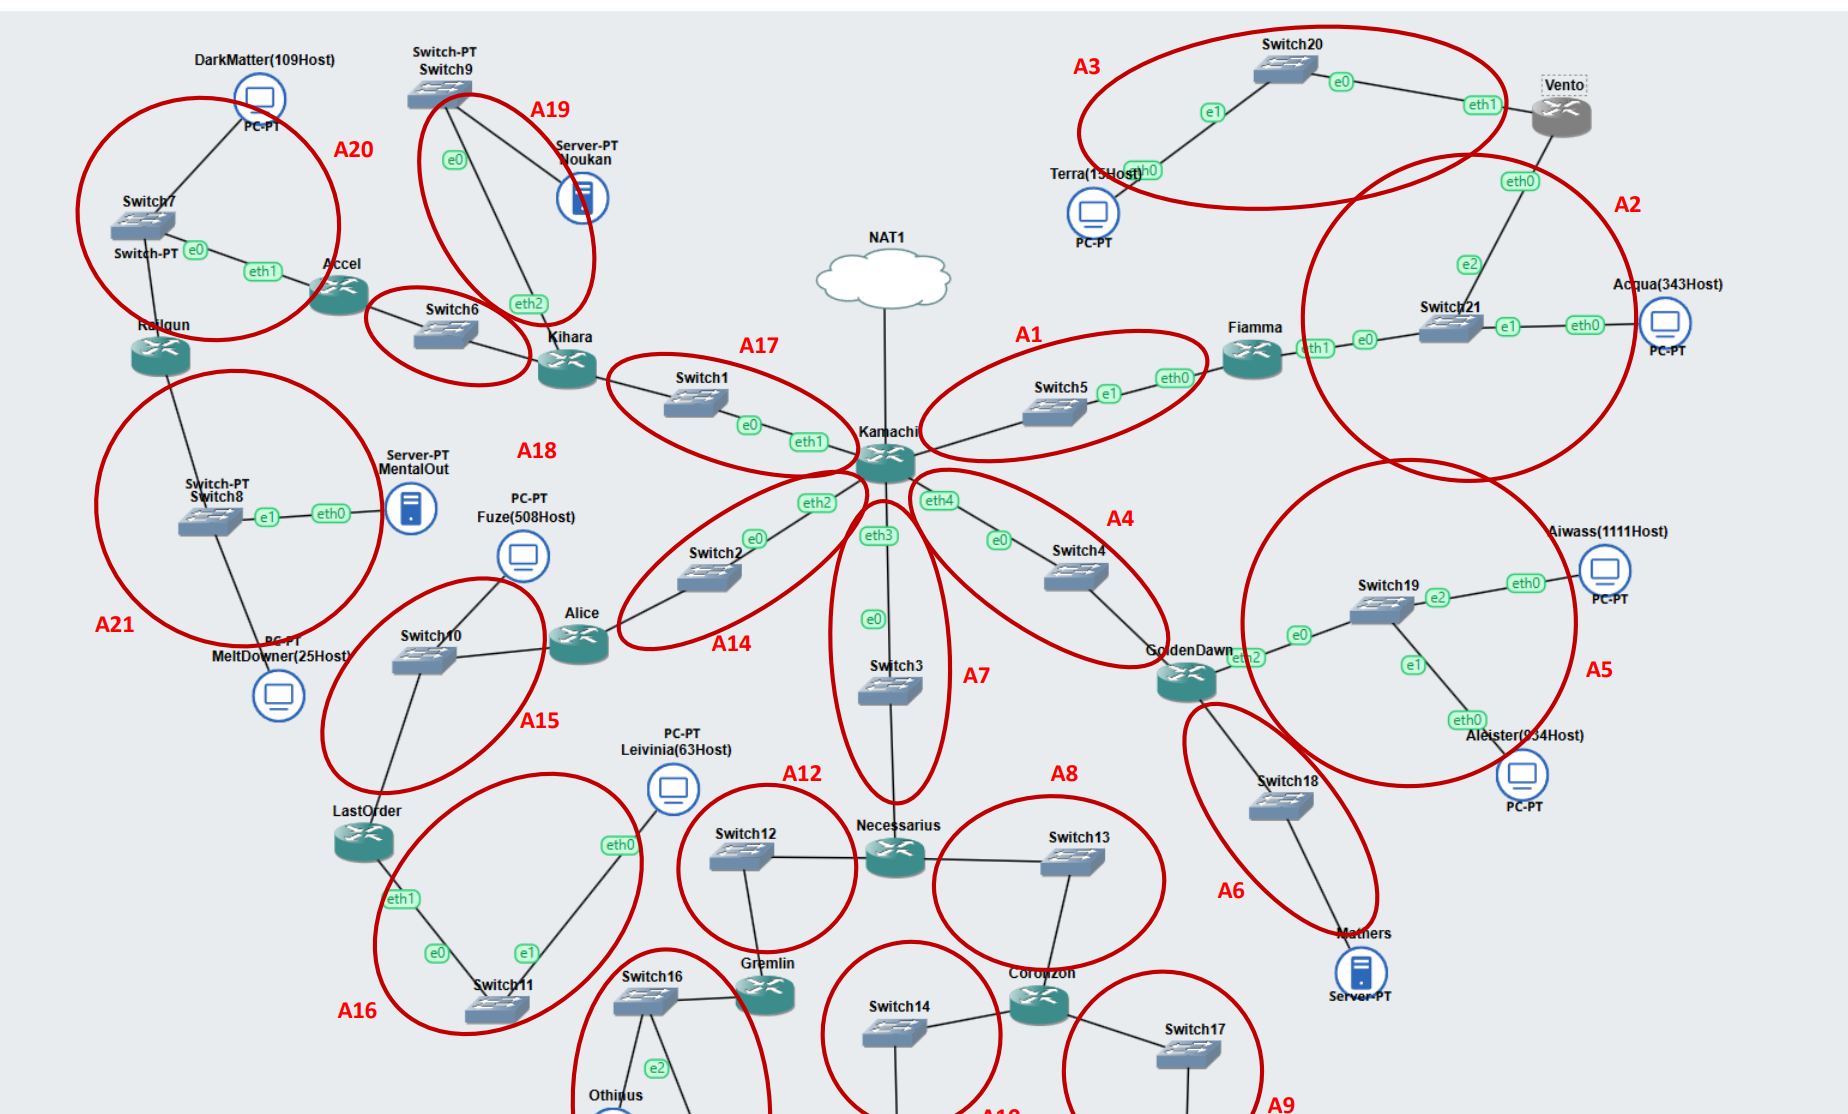 DarkMatter(109Host)
PC-PT
Switch-PT
Switch9
A19
A20
e0
Server-PT
Noukan
Switch7
Switch-PT
e0
eth1
Accel
eth2
Switch6
Kihara
Railgun
A3
Switch20
e0
eth1
Vento
e1
eth0
Terra(15Host)
PC-PT
eth0
A2
e2
Acqua(343Host)
Switch21
e1
eth0
PC-PT
Fiamma
eth1
e0
NAT1
A17
Switch1
e0
eth1
Kamachi
A1
Switch5
e1
eth0
A18
Server-PT
MentalOut
Switch-PT
Switch8
e1
eth0
A21
PC-PT
MeltDowner(25Host)
PC-PT
Fuze(508Host)
Switch10
Alice
A15
eth2
e0
Switch2
A14
eth3
e0
Switch3
A7
eth4
e0
Switch4
A4
GoldenDawn
eth2
e0
Switch19
e2
eth0
Aiwass(1111Host)
PC-PT
e1
eth0
A5
Aleister(934Host)
PC-PT
Switch18
A6
Mathers
Server-PT
LastOrder
eth1
e0
e1
Switch11
A16
PC-PT
Leivinia(63Host)
eth0
A12
Switch12
Necessarius
A8
Switch13
Gremlin
Switch16
e2
Othinus
Coronzon
Switch14
Switch17
A9